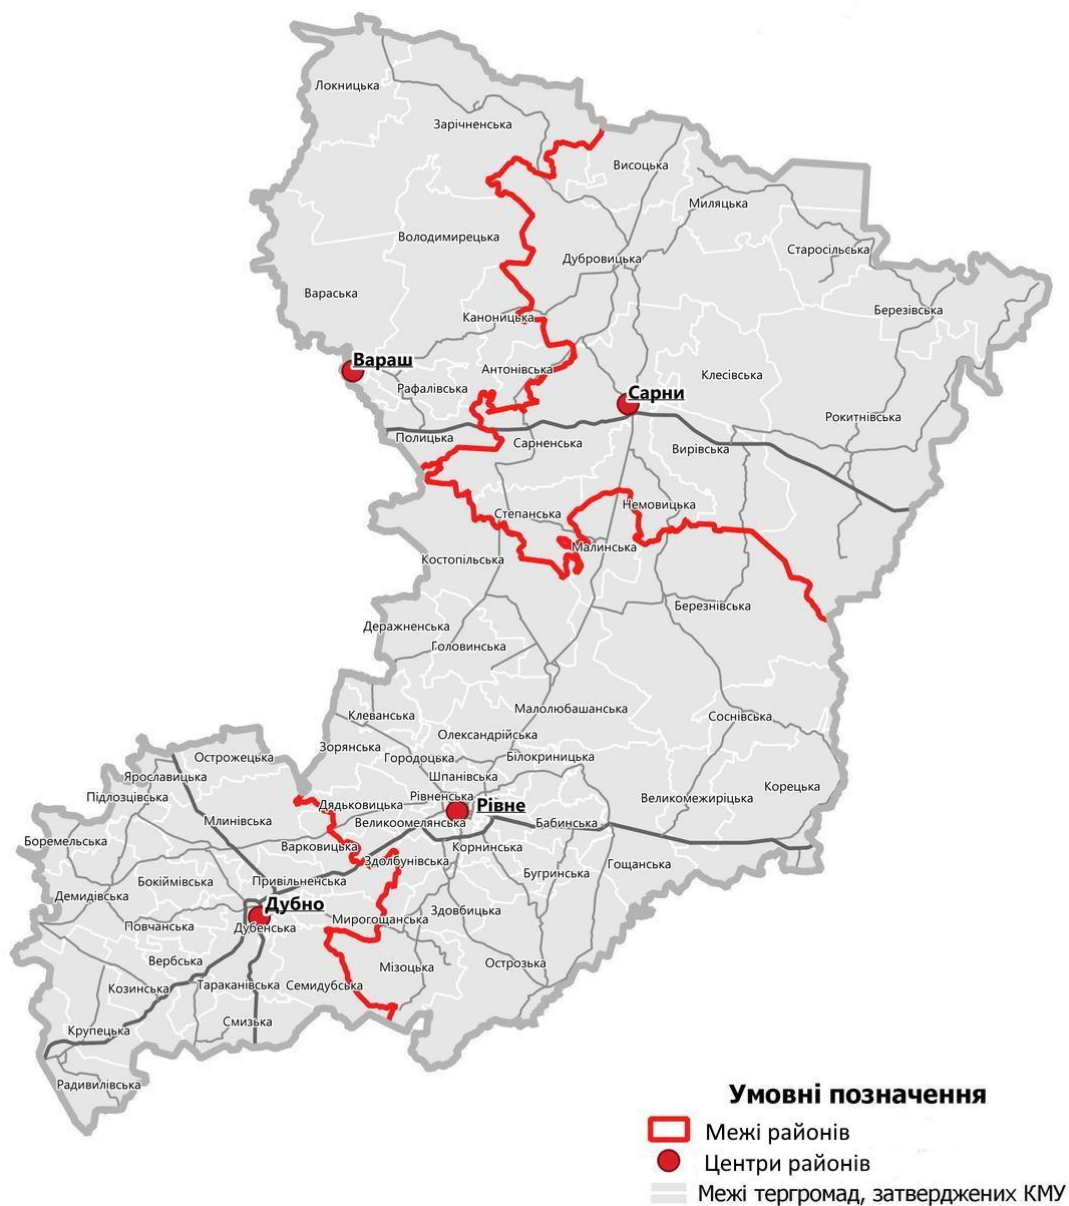 Локницька
Зарічненська
Висоцька
Миляцька
Володимирецька
Старосільська
Дубровицька
Вараська
Березівська
Каноницька
Вараш
Антонівська
Клесівська
Рафалівська
Сарни
Рокитнівська
Полицька
Сарненська
Вирівська
Немовицька
Степанська
Малинська
Костопільська
Березнівська
Деражненська
Головинська
Малолюбашанська
Клеванська
Соснівська
Олександрійська
Зорянська
Городоцька
Білокриницька
Острожецька
Ярославицька
Шпанівська
Корецька
Підлозцівська
Рівненська
Великомежиріцька
Дядьковицька
Рівне
Млинівська
Великоомелянська
Бабинська
Боремельська
Варковицька
Корнинська
Здолбунівська
Гощанська
Бугринська
Бокіймівська
Привільненська
Демидівська
Дубно
Здовбицька
Повчанська
Дубенська
Мирогощанська
Вербська
Мізоцька
Острозька
Козинська
Тараканівська
Семидубська
Смизька
Крупецька
Радивилівська
Умовні позначення
Межі районів
Центри районів
Межі тергромад, затверджених КМУ